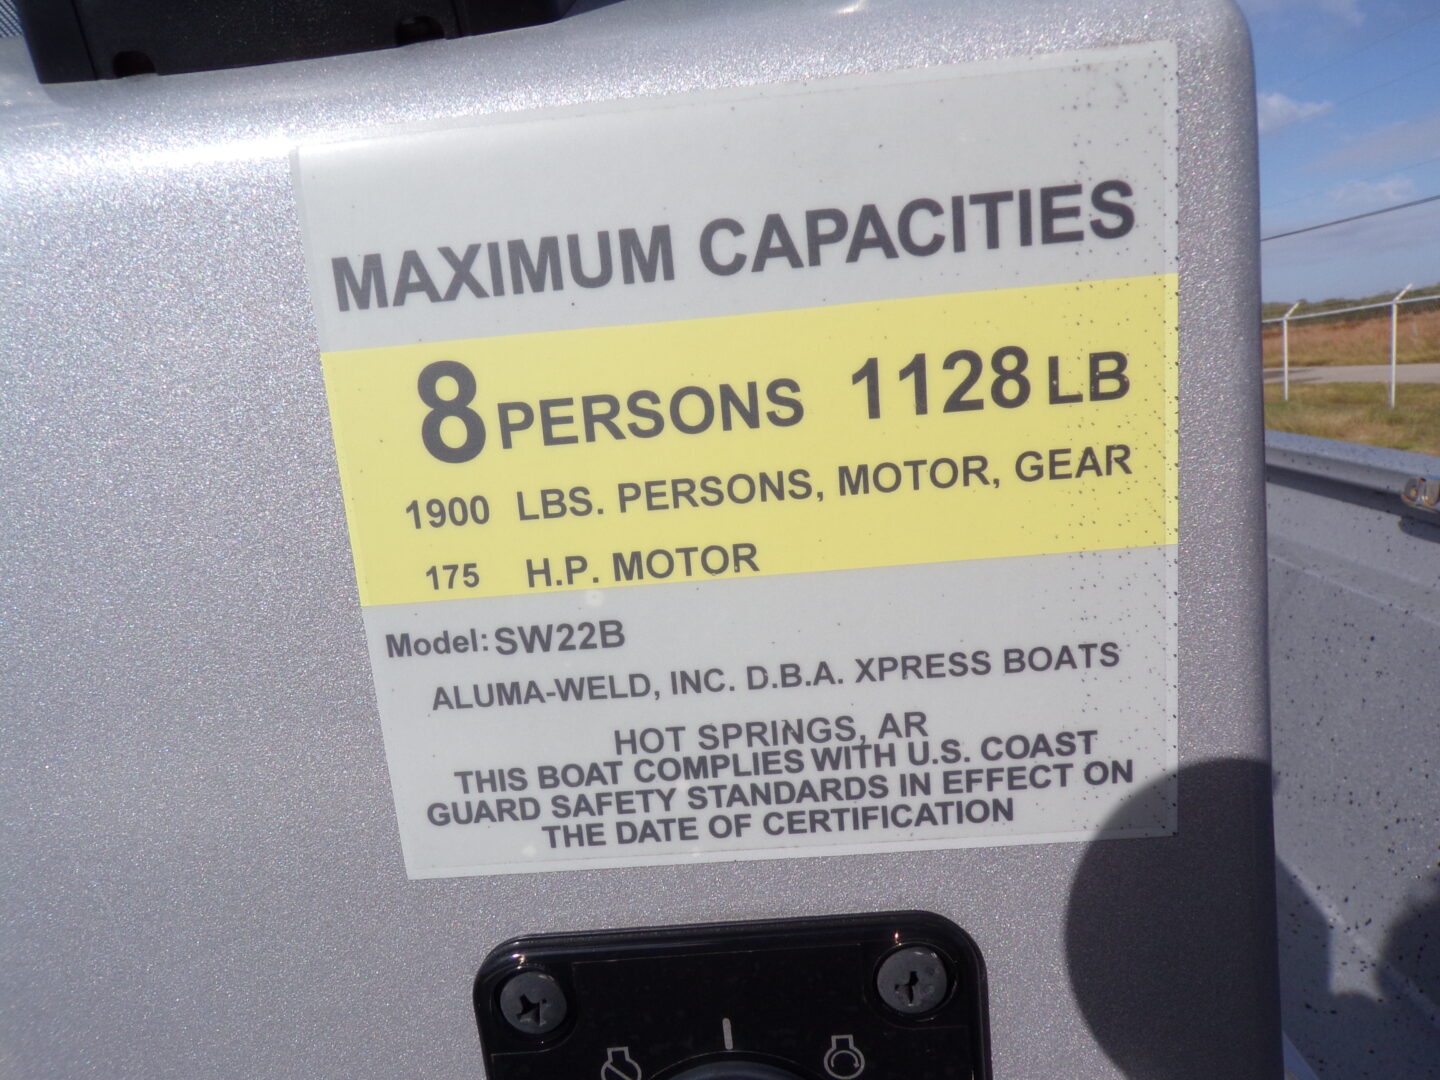 MAXIMUM CAPACITIES
8 PERSONS 1128 LB
1900 LBS. PERSONS, MOTOR, GEAR
175 H.P. MOTOR
Model: SW22B
ALUMA-WELD, INC. D.B.A. XPRESS BOATS
HOT SPRINGS, AR
THIS BOAT COMPLIES WITH U.S. COAST
GUARD SAFETY STANDARDS IN EFFECT ON
THE DATE OF CERTIFICATION